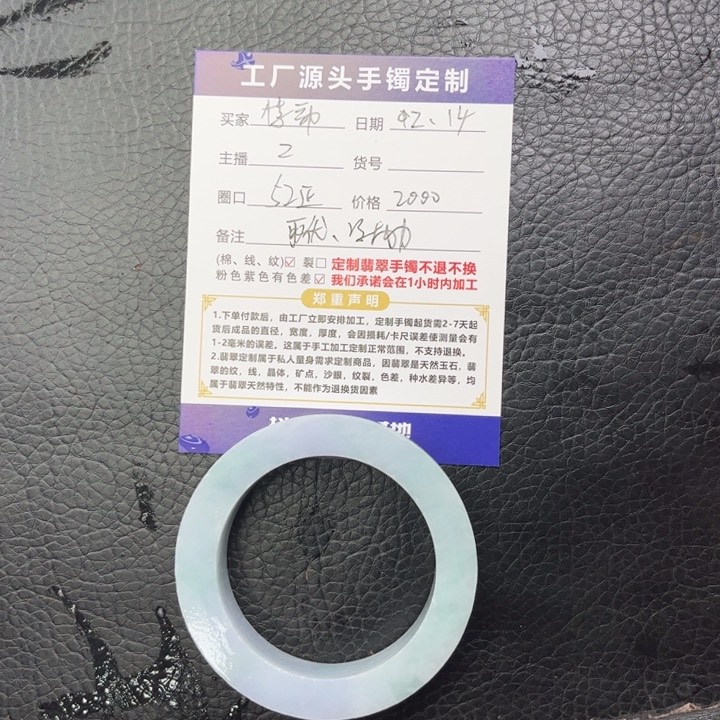 工厂源头手镯定制
买家 日期 02.14
主播 2 货号
圈口 52正 价格 2000
备注
(棉、线、纹)☑ 裂□ 定制翡翠手镯不退不换
粉色紫色有色差☑ 我们承诺会在1小时内加工
郑重声明
1.下单付款后，由工厂立即安排加工，定制手镯起货需2-7天起
货后成品的直径，宽度，厚度，会因损耗/卡尺误差使测量会有
1-2毫米的误差。这属于手工加工定制正常范围，不支持退换。
2.翡翠定制属于私人量身需求定制商品，因翡翠是天然玉石，翡
翠的纹，线，晶体，矿点，沙眼，纹裂，色差，种水差异等，均
属于翡翠天然特性，不能作为退换货因素